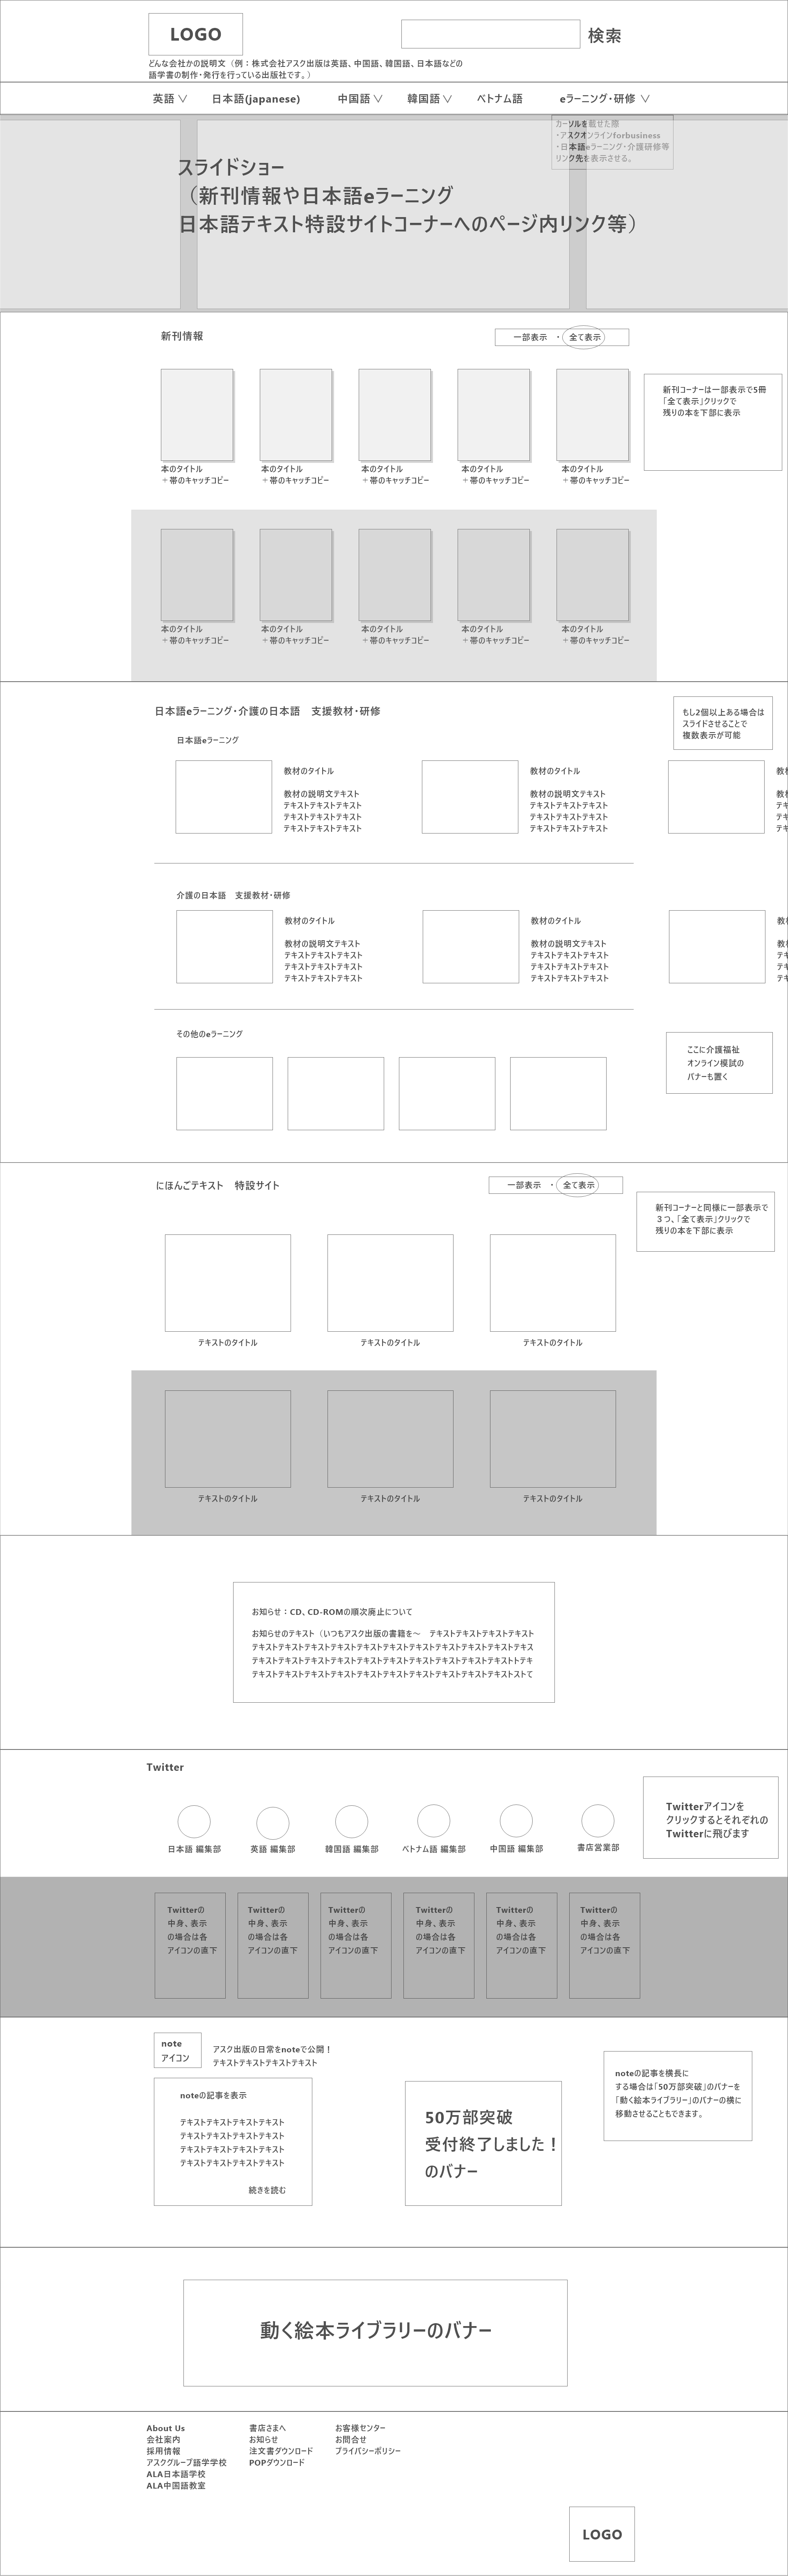 LOGO
検索
どんな会社かの説明文（例：株式会社アスク出版は英語、中国語、韓国語、日本語などの
語学書の制作・発行を行っている出版社です。）
英語 ∨
日本語(japanese)
中国語 ∨
韓国語 ∨
ベトナム語
eラーニング・研修 ∨
カーソルを載せた際
・アスクオンラインforbusiness
・日本語eラーニング・介護研修等
リンク先を表示させる。
スライドショー
（新刊情報や日本語eラーニング
日本語テキスト特設サイトコーナーへのページ内リンク等）
新刊情報
一部表示　・　全て表示
新刊コーナーは一部表示で5冊
「全て表示」クリックで
残りの本を下部に表示
本のタイトル
＋帯のキャッチコピー
本のタイトル
＋帯のキャッチコピー
本のタイトル
＋帯のキャッチコピー
本のタイトル
＋帯のキャッチコピー
本のタイトル
＋帯のキャッチコピー
本のタイトル
＋帯のキャッチコピー
本のタイトル
＋帯のキャッチコピー
本のタイトル
＋帯のキャッチコピー
本のタイトル
＋帯のキャッチコピー
本のタイトル
＋帯のキャッチコピー
日本語eラーニング・介護の日本語　支援教材・研修
もし2個以上ある場合は
スライドさせることで
複数表示が可能
日本語eラーニング
教材のタイトル
教材の説明文テキスト
テキストテキストテキスト
テキストテキストテキスト
テキストテキストテキスト
教材のタイトル
教材の説明文テキスト
テキストテキストテキスト
テキストテキストテキスト
テキストテキストテキスト
教
教
テキ
テキ
テキ
介護の日本語　支援教材・研修
教材のタイトル
教材の説明文テキスト
テキストテキストテキスト
テキストテキストテキスト
テキストテキストテキスト
教材のタイトル
教材の説明文テキスト
テキストテキストテキスト
テキストテキストテキスト
テキストテキストテキスト
教
教
テキ
テキ
テキ
その他のeラーニング
ここに介護福祉
オンライン模試の
バナーも置く
にほんごテキスト　特設サイト
一部表示　・　全て表示
新刊コーナーと同様に一部表示で
３つ、「全て表示」クリックで
残りの本を下部に表示
テキストのタイトル
テキストのタイトル
テキストのタイトル
テキストのタイトル
テキストのタイトル
テキストのタイトル
お知らせ：CD、CD-ROMの順次廃止について
お知らせのテキスト（いつもアスク出版の書籍を～　テキストテキストテキストテキスト
テキストテキストテキストテキストテキストテキストテキストテキストテキストテキストテキス
テキストテキストテキストテキストテキストテキストテキストテキストテキストテキストトテキ
テキストテキストテキストテキストテキストテキストテキストテキストテキストテキストストて
Twitter
日本語 編集部
英語 編集部
韓国語 編集部
ベトナム語 編集部
中国語 編集部
書店営業部
Twitterアイコンを
クリックするとそれぞれの
Twitterに飛びます
Twitterの
中身、表示
の場合は各
アイコンの直下
Twitterの
中身、表示
の場合は各
アイコンの直下
Twitterの
中身、表示
の場合は各
アイコンの直下
Twitterの
中身、表示
の場合は各
アイコンの直下
Twitterの
中身、表示
の場合は各
アイコンの直下
Twitterの
中身、表示
の場合は各
アイコンの直下
note
アイコン
アスク出版の日常をnoteで公開！
テキストテキストテキストテキスト
noteの記事を表示
テキストテキストテキストテキスト
テキストテキストテキストテキスト
テキストテキストテキストテキスト
テキストテキストテキストテキスト
続きを読む
50万部突破
受付終了しました！
のバナー
noteの記事を横長に
する場合は「50万部突破」のバナーを
「動く絵本ライブラリー」のバナーの横に
移動させることもできます。
動く絵本ライブラリーのバナー
About Us
会社案内
採用情報
アスクグループ語学学校
ALA日本語学校
ALA中国語教室
書店さまへ
お知らせ
注文書ダウンロード
POPダウンロード
お客様センター
お問合せ
プライバシーポリシー
LOGO